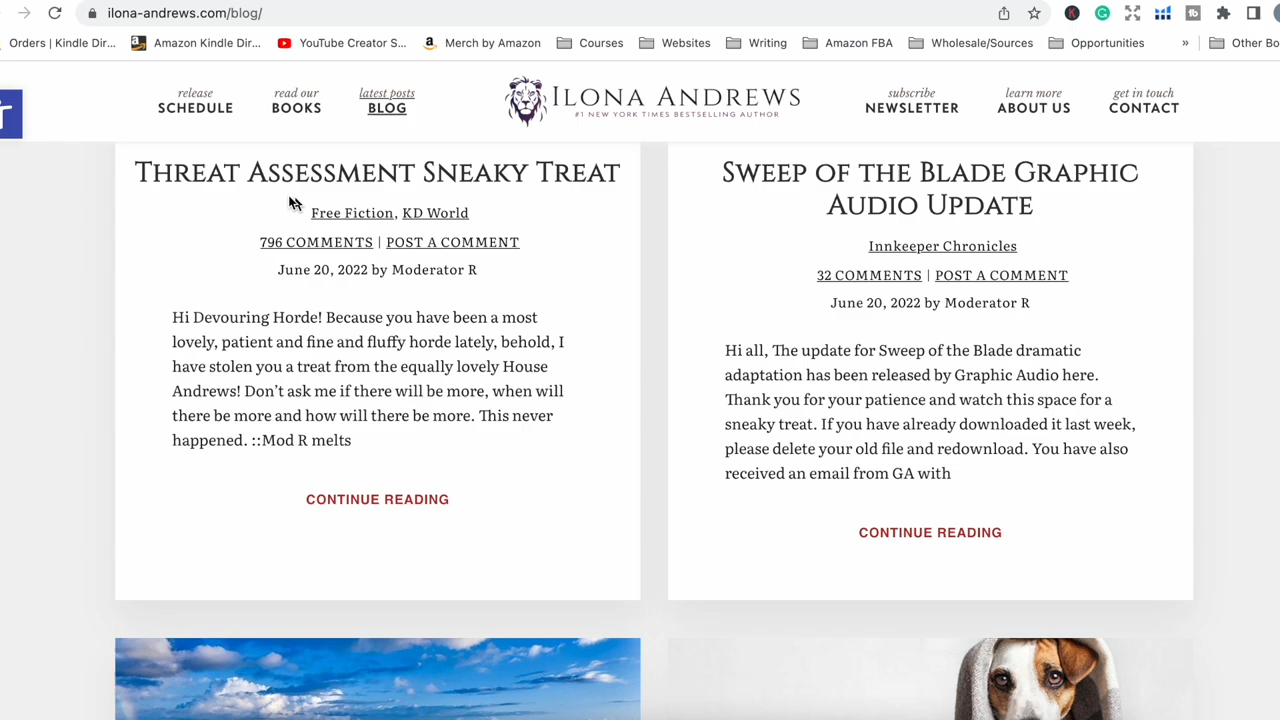 ilona-andrews.com/blog/
Orders | Kindle Dir...
Amazon Kindle Dir...
YouTube Creator S...
Merch by Amazon
Courses
Websites
Writing
Amazon FBA
Wholesale/Sources
Opportunities
»
Other Bo
release
SCHEDULE
read our
BOOKS
latest posts
BLOG
ILONA ANDREWS
#1 NEW YORK TIMES BESTSELLING AUTHOR
subscribe
NEWSLETTER
learn more
ABOUT US
get in touch
CONTACT
THREAT ASSESSMENT SNEAKY TREAT
Free Fiction, KD World
796 COMMENTS | POST A COMMENT
June 20, 2022 by Moderator R
Hi Devouring Horde! Because you have been a most
lovely, patient and fine and fluffy horde lately, behold, I
have stolen you a treat from the equally lovely House
Andrews! Don’t ask me if there will be more, when will
there be more and how will there be more. This never
happened. ::Mod R melts
CONTINUE READING
SWEEP OF THE BLADE GRAPHIC
AUDIO UPDATE
Innkeeper Chronicles
32 COMMENTS | POST A COMMENT
June 20, 2022 by Moderator R
Hi all, The update for Sweep of the Blade dramatic
adaptation has been released by Graphic Audio here.
Thank you for your patience and watch this space for a
sneaky treat. If you have already downloaded it last week,
please delete your old file and redownload. You have also
received an email from GA with
CONTINUE READING